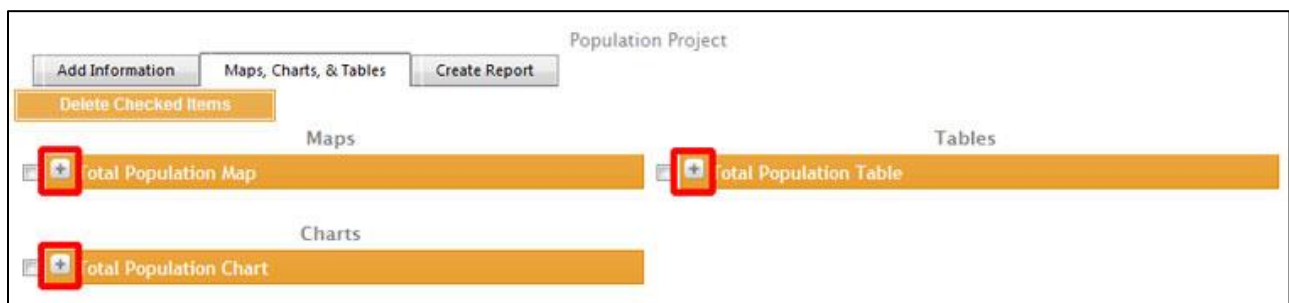 Population Project
Add Information Maps, Charts, & Tables Create Report
Delete Checked Items
Maps Tables
Total Population Map Total Population Table
Charts
Total Population Chart